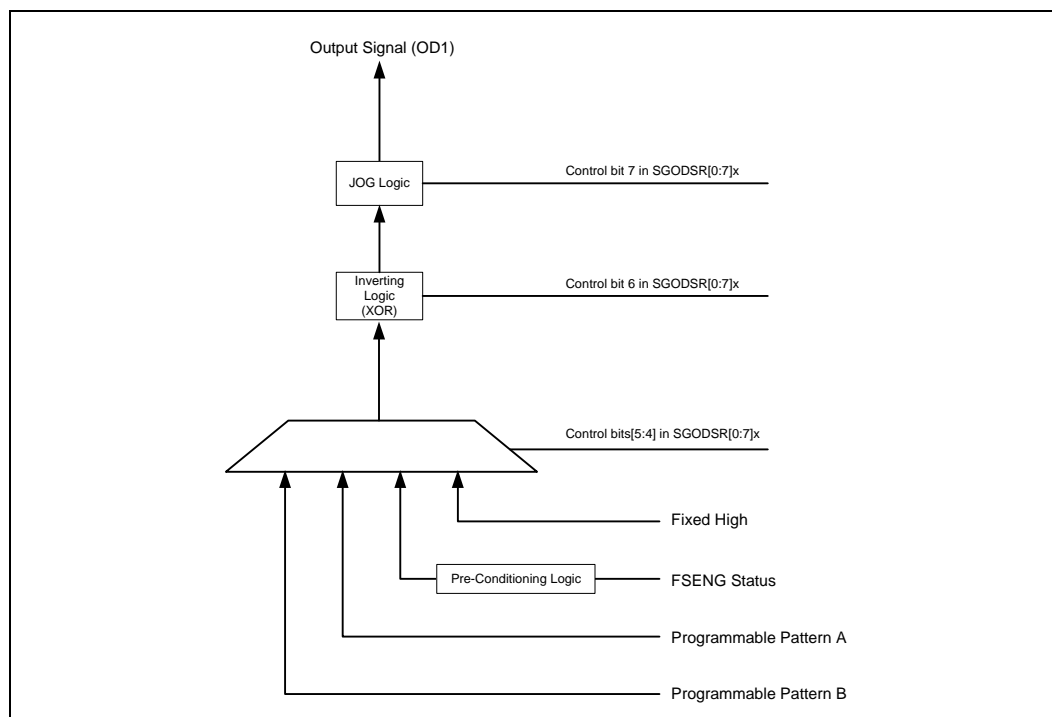 Output Signal (OD1)
JOG Logic
Control bit 7 in SGODSR[0:7]x
Inverting
Logic
(XOR)
Control bit 6 in SGODSR[0:7]x
Control bits[5:4] in SGODSR[0:7]x
Fixed High
Pre-Conditioning Logic
FSENG Status
Programmable Pattern A
Programmable Pattern B